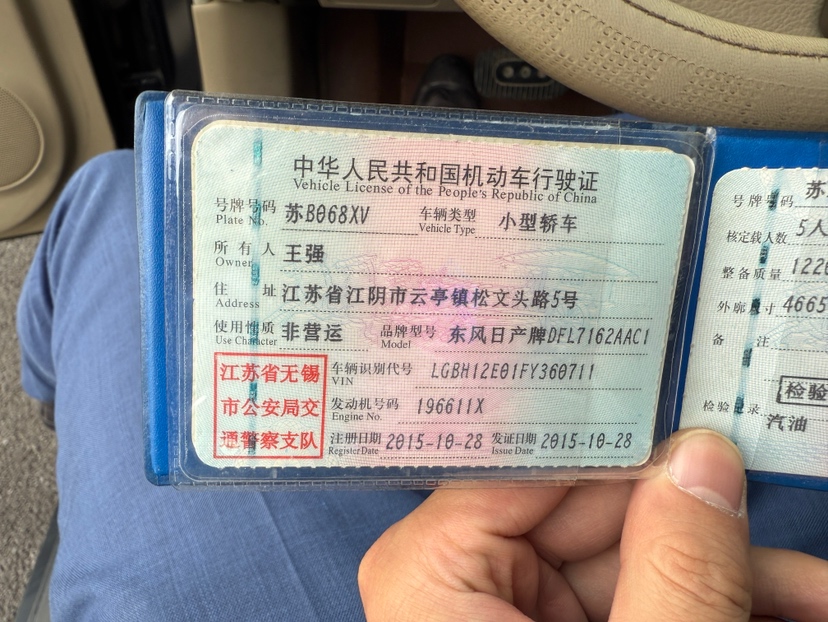 中华人民共和国机动车行驶证
Vehicle License of the People's Republic of China
号牌号码 苏B068XV 车辆类型 小型轿车
Plate No. Vehicle Type
所有人 王强
Owner
住址 江苏省江阴市云亭镇松文头路5号
Address
使用性质 非营运 品牌型号 东风日产牌DFL7162AAC1
Use Character Model
江苏省无锡
市公安局交
通警察支队
车辆识别代号 LGBH12E01FY360711
VIN
发动机号码 196611X
Engine No.
注册日期 2015-10-28 发证日期 2015-10-28
Register Date Issue Date
号牌号码 苏
核定载人数 5人
整备质量 122
外廓尺寸 4665
备注
检验
检验记录
汽油